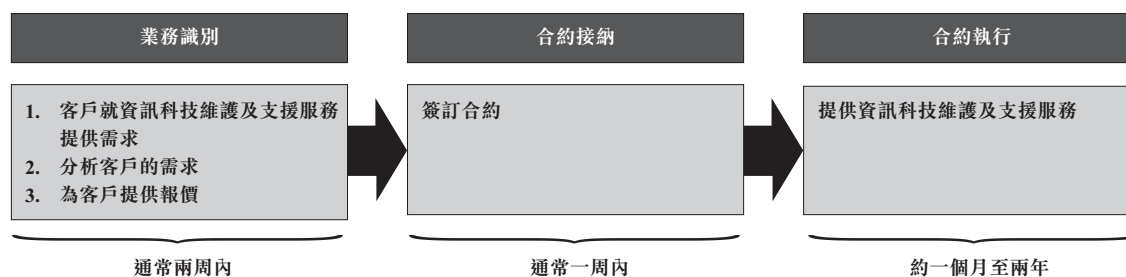 業務識別
合約接納
合約執行
1. 客戶就資訊科技維護及支援服務
提供需求
2. 分析客戶的需求
3. 為客戶提供報價
簽訂合約
提供資訊科技維護及支援服務
通常兩周內
通常一周內
約一個月至兩年